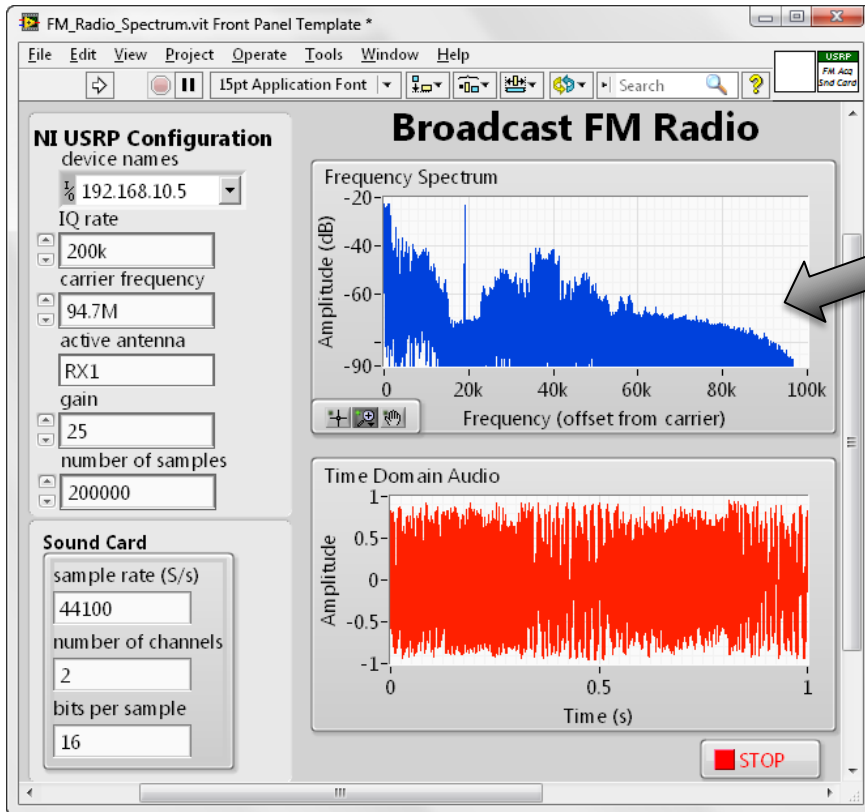 FM_Radio_Spectrum.vit Front Panel Template *
File Edit View Project Operate Tools Window Help
15pt Application Font
Search
USRP
FM Acq
Snd Card
NI USRP Configuration
device names
192.168.10.5
IQ rate
200k
carrier frequency
94.7M
active antenna
RX1
gain
25
number of samples
200000
Sound Card
sample rate (S/s)
44100
number of channels
2
bits per sample
16
Broadcast FM Radio
Frequency Spectrum
Amplitude (dB)
-20
-40
-60
-90
0 20k 40k 60k 80k 100k
Frequency (offset from carrier)
Time Domain Audio
Amplitude
1
0.5
0
-0.5
-1
0 0.5 1
Time (s)
STOP